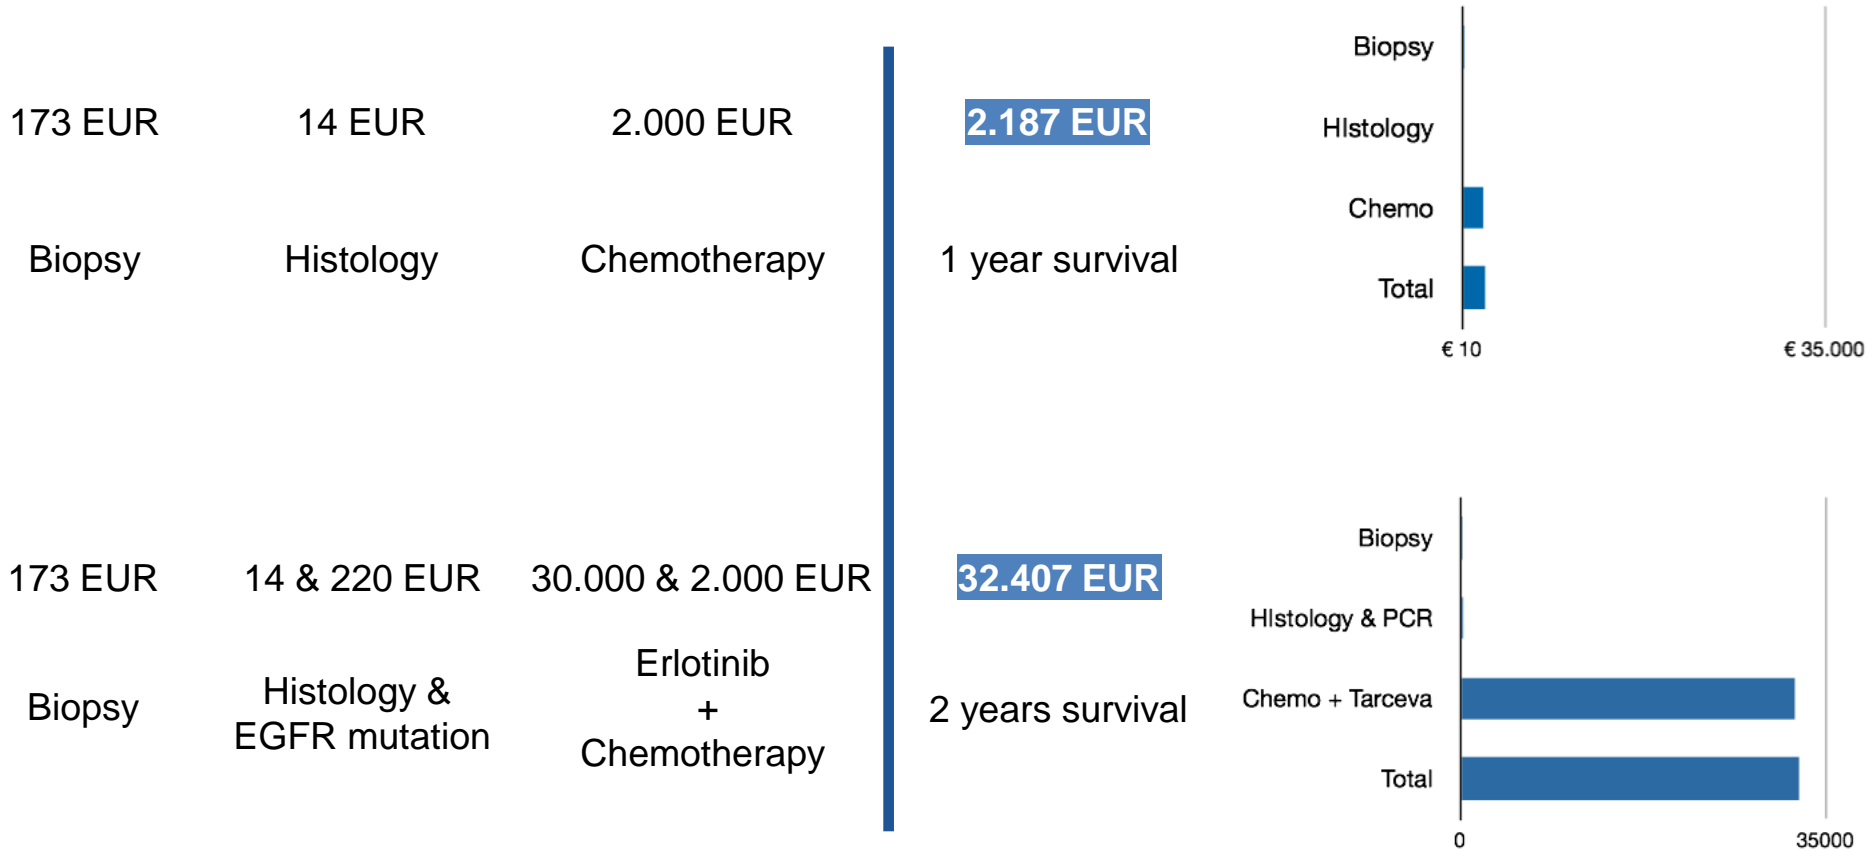 173 EUR
14 EUR
2.000 EUR
2.187 EUR
Biopsy
Histology
Chemotherapy
1 year survival
Biopsy
HIstology
Chemo
Total
€ 10
€ 35.000
173 EUR
14 & 220 EUR
30.000 & 2.000 EUR
32.407 EUR
Biopsy
Histology &
EGFR mutation
Erlotinib
+
Chemotherapy
2 years survival
Biopsy
HIstology & PCR
Chemo + Tarceva
Total
0
35000